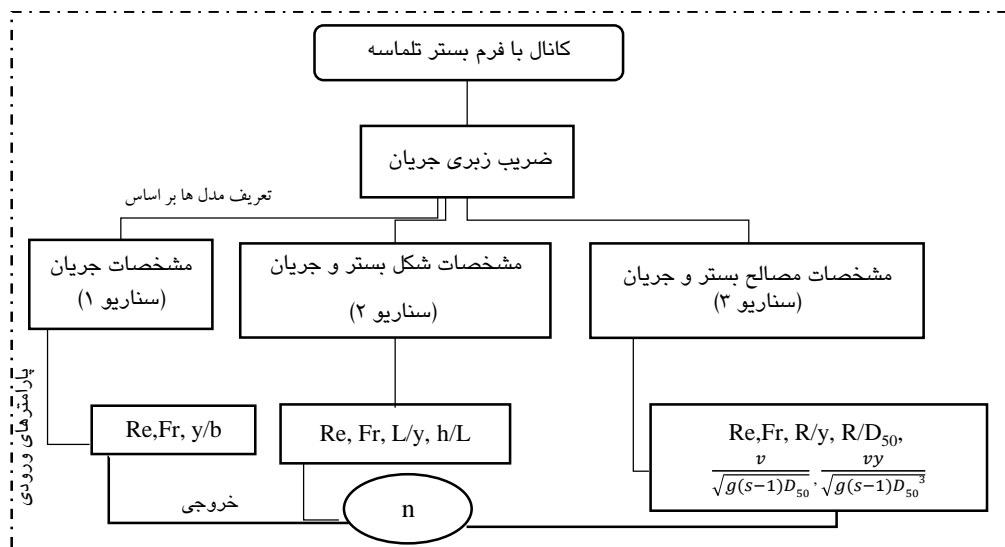 کانال با فرم بستر تلماسه
ضریب زبری جریان
تعریف مدل ها بر اساس
مشخصات جریان
(سناریو ۱)
مشخصات شکل بستر و جریان
(سناریو ۲)
مشخصات مصالح بستر و جریان
(سناریو ۳)
پارامترهای ورودی
Re,Fr, y/b
Re, Fr, L/y, h/L
Re,Fr, R/y, R/D₅₀,
v/√(g(s−1)D₅₀), vy/√(g(s−1)D₅₀³)
خروجی
n